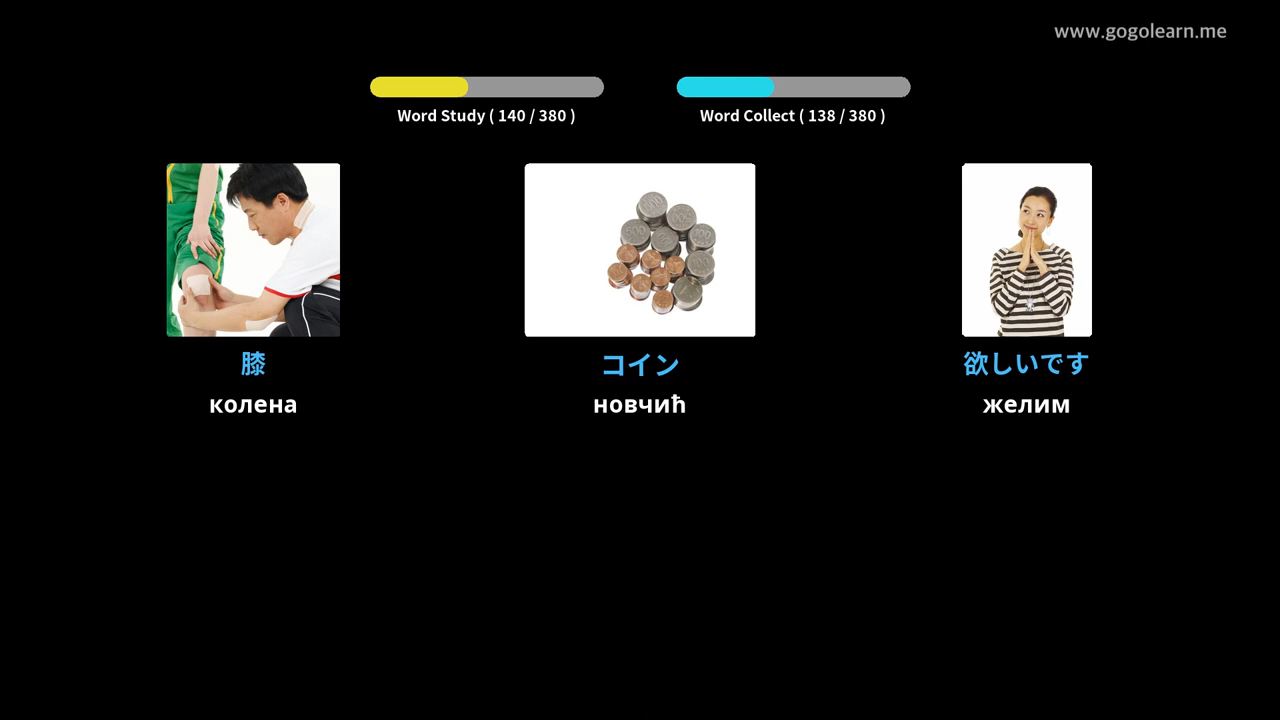 www.gogolearn.me
Word Study ( 140 / 380 )
Word Collect ( 138 / 380 )
膝
コイン
欲しいです
колена
новчић
желим